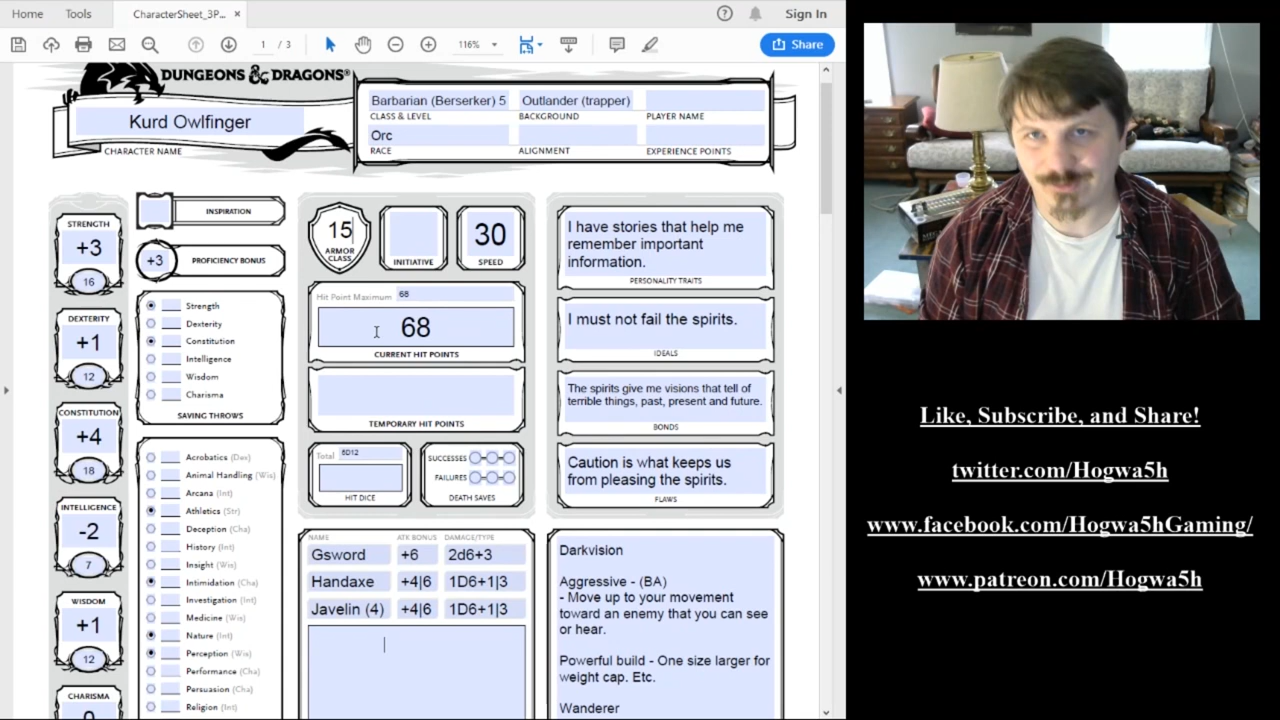 Home
Tools
CharacterSheet_3P...
×
Sign In
1 / 3
116%
Share
DUNGEONS & DRAGONS®
Kurd Owlfinger
CHARACTER NAME
Barbarian (Berserker) 5
Outlander (trapper)
CLASS & LEVEL
BACKGROUND
PLAYER NAME
Orc
RACE
ALIGNMENT
EXPERIENCE POINTS
STRENGTH
+3
16
DEXTERITY
+1
12
CONSTITUTION
+4
18
INTELLIGENCE
-2
7
WISDOM
+1
12
CHARISMA
INSPIRATION
+3
PROFICIENCY BONUS
Strength
Dexterity
Constitution
Intelligence
Wisdom
Charisma
SAVING THROWS
Acrobatics (Dex)
Animal Handling (Wis)
Arcana (Int)
Athletics (Str)
Deception (Cha)
History (Int)
Insight (Wis)
Intimidation (Cha)
Investigation (Int)
Medicine (Wis)
Nature (Int)
Perception (Wis)
Performance (Cha)
Persuasion (Cha)
Religion (Int)
15
ARMOR
CLASS
INITIATIVE
30
SPEED
Hit Point Maximum 68
68
CURRENT HIT POINTS
TEMPORARY HIT POINTS
Total
HIT DICE
SUCCESSES
FAILURES
DEATH SAVES
NAME ATK BONUS DAMAGE/TYPE
Gsword +6 2d6+3
Handaxe +4|6 1D6+1|3
Javelin (4) +4|6 1D6+1|3
I have stories that help me
remember important
information.
PERSONALITY TRAITS
I must not fail the spirits.
IDEALS
The spirits give me visions that tell of
terrible things, past, present and future.
BONDS
Caution is what keeps us
from pleasing the spirits.
FLAWS
Darkvision
Aggressive - (BA)
- Move up to your movement
toward an enemy that you can see
or hear.
Powerful build - One size larger for
weight cap. Etc.
Wanderer
Like, Subscribe, and Share!
twitter.com/Hogwa5h
www.facebook.com/Hogwa5hGaming/
www.patreon.com/Hogwa5h